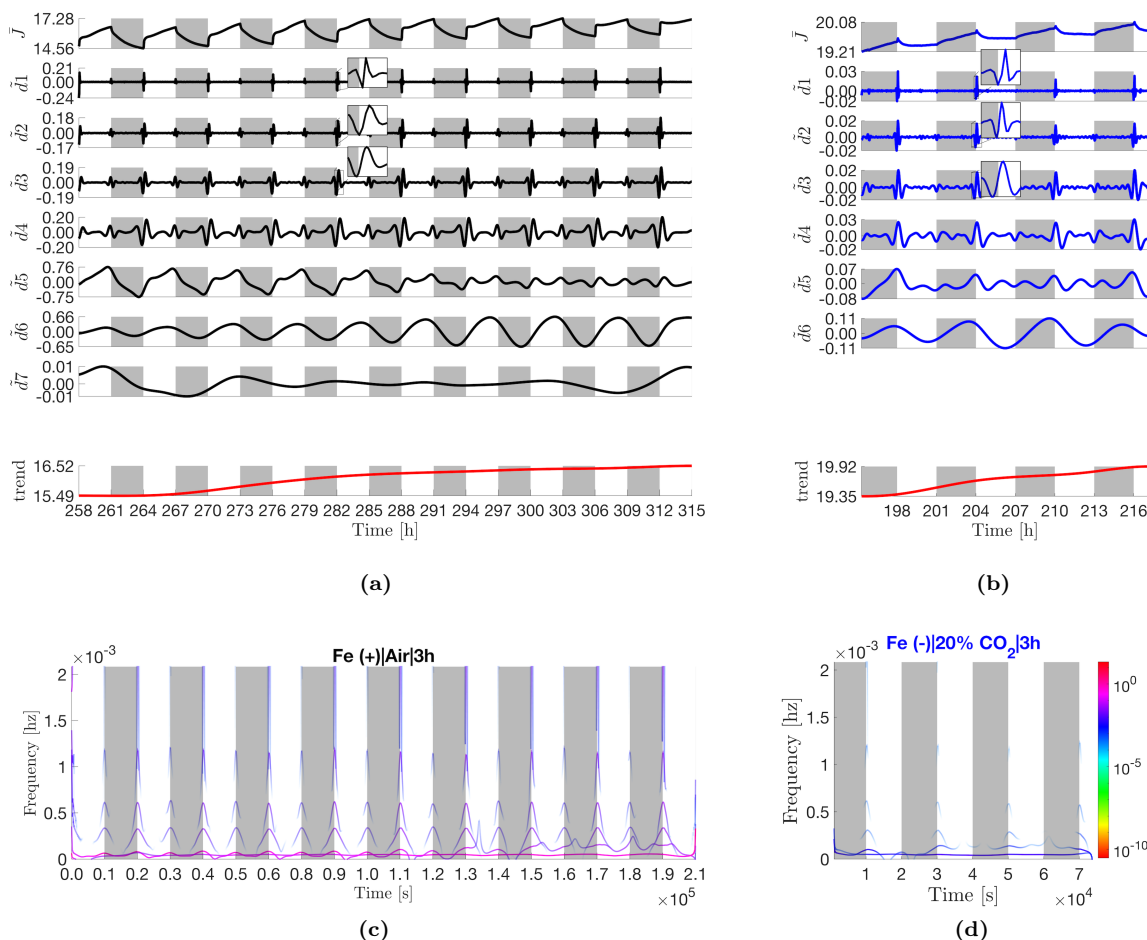 J̄
17.28
14.56
d̃1
0.21
0.00
-0.24
d̃2
0.18
0.00
-0.17
d̃3
0.19
0.00
-0.19
d̃4
0.20
0.00
-0.20
d̃5
0.76
0.00
-0.75
d̃6
0.66
0.00
-0.65
d̃7
0.01
0.00
-0.01
trend
16.52
15.49
258 261 264 267 270 273 276 279 282 285 288 291 294 297 300 303 306 309 312 315
Time [h]
(a)
J̄
20.08
19.21
d̃1
0.03
0.00
-0.02
d̃2
0.02
0.00
-0.02
d̃3
0.02
0.00
-0.02
d̃4
0.03
0.00
-0.02
d̃5
0.07
0.00
-0.08
d̃6
0.11
0.00
-0.11
trend
19.92
19.35
198 201 204 207 210 213 216
Time [h]
(b)
Fe (+)|Air|3h
×10⁻³
2
1.5
1
0.5
0
Frequency [hz]
0.0 0.1 0.2 0.3 0.4 0.5 0.6 0.7 0.8 0.9 1.0 1.1 1.2 1.3 1.4 1.5 1.6 1.7 1.8 1.9 2.1
Time [s]
×10⁵
(c)
Fe (-)|20% CO₂|3h
×10⁻³
2
1.5
1
0.5
0
Frequency [hz]
1 2 3 4 5 6 7
Time [s]
×10⁴
10⁰
10⁻⁵
10⁻¹⁰
(d)